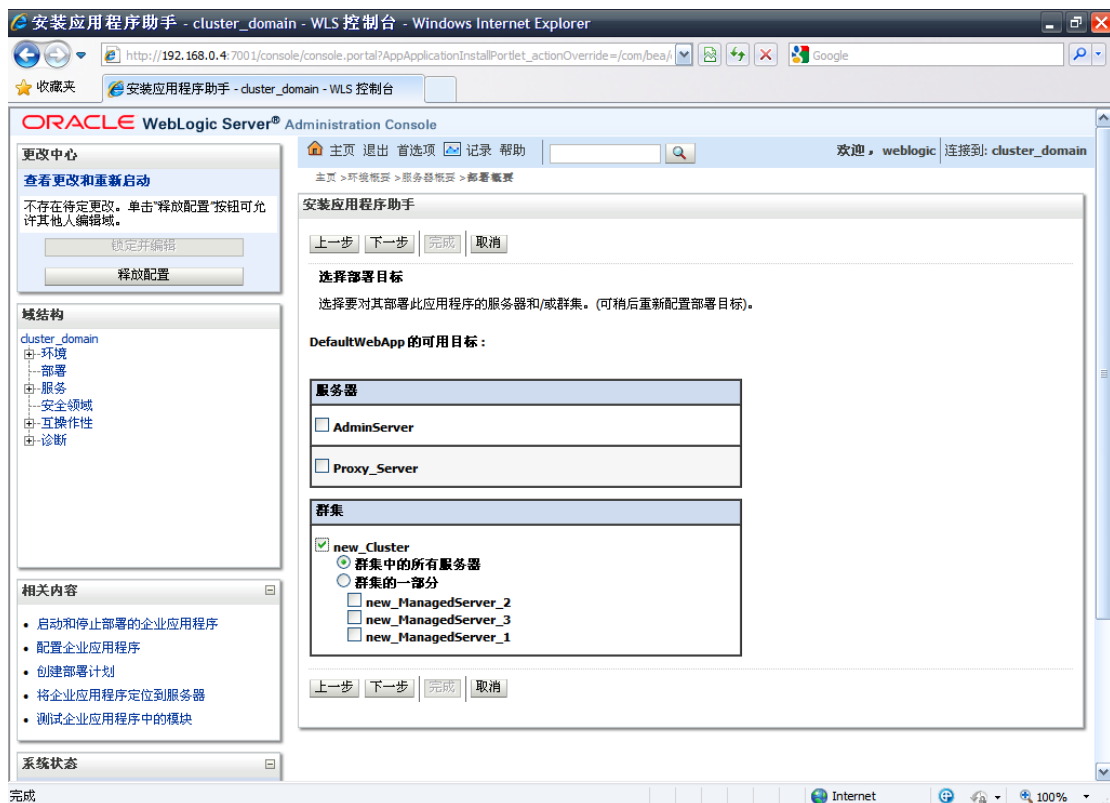 安装应用程序助手 - cluster_domain - WLS 控制台 - Windows Internet Explorer
http://192.168.0.4:7001/console/console.portal?AppApplicationInstallPortlet_actionOverride=/com/bea/
Google
收藏夹
安装应用程序助手 - cluster_domain - WLS 控制台
ORACLE WebLogic Server® Administration Console
更改中心
查看更改和重新启动
不存在待定更改。单击"释放配置"按钮可允
许其他人编辑域。
锁定并编辑
释放配置
域结构
cluster_domain
环境
部署
服务
安全领域
互操作性
诊断
相关内容
启动和停止部署的企业应用程序
配置企业应用程序
创建部署计划
将企业应用程序定位到服务器
测试企业应用程序中的模块
系统状态
主页 退出 首选项 记录 帮助
欢迎，weblogic 连接到: cluster_domain
主页 >环境概要 >服务器概要 >部署概要
安装应用程序助手
上一步 下一步 完成 取消
选择部署目标
选择要对其部署此应用程序的服务器和/或群集。(可稍后重新配置部署目标)。
DefaultWebApp 的可用目标：
服务器
AdminServer
Proxy_Server
群集
new_Cluster
群集中的所有服务器
群集的一部分
new_ManagedServer_2
new_ManagedServer_3
new_ManagedServer_1
上一步 下一步 完成 取消
完成
Internet
100%